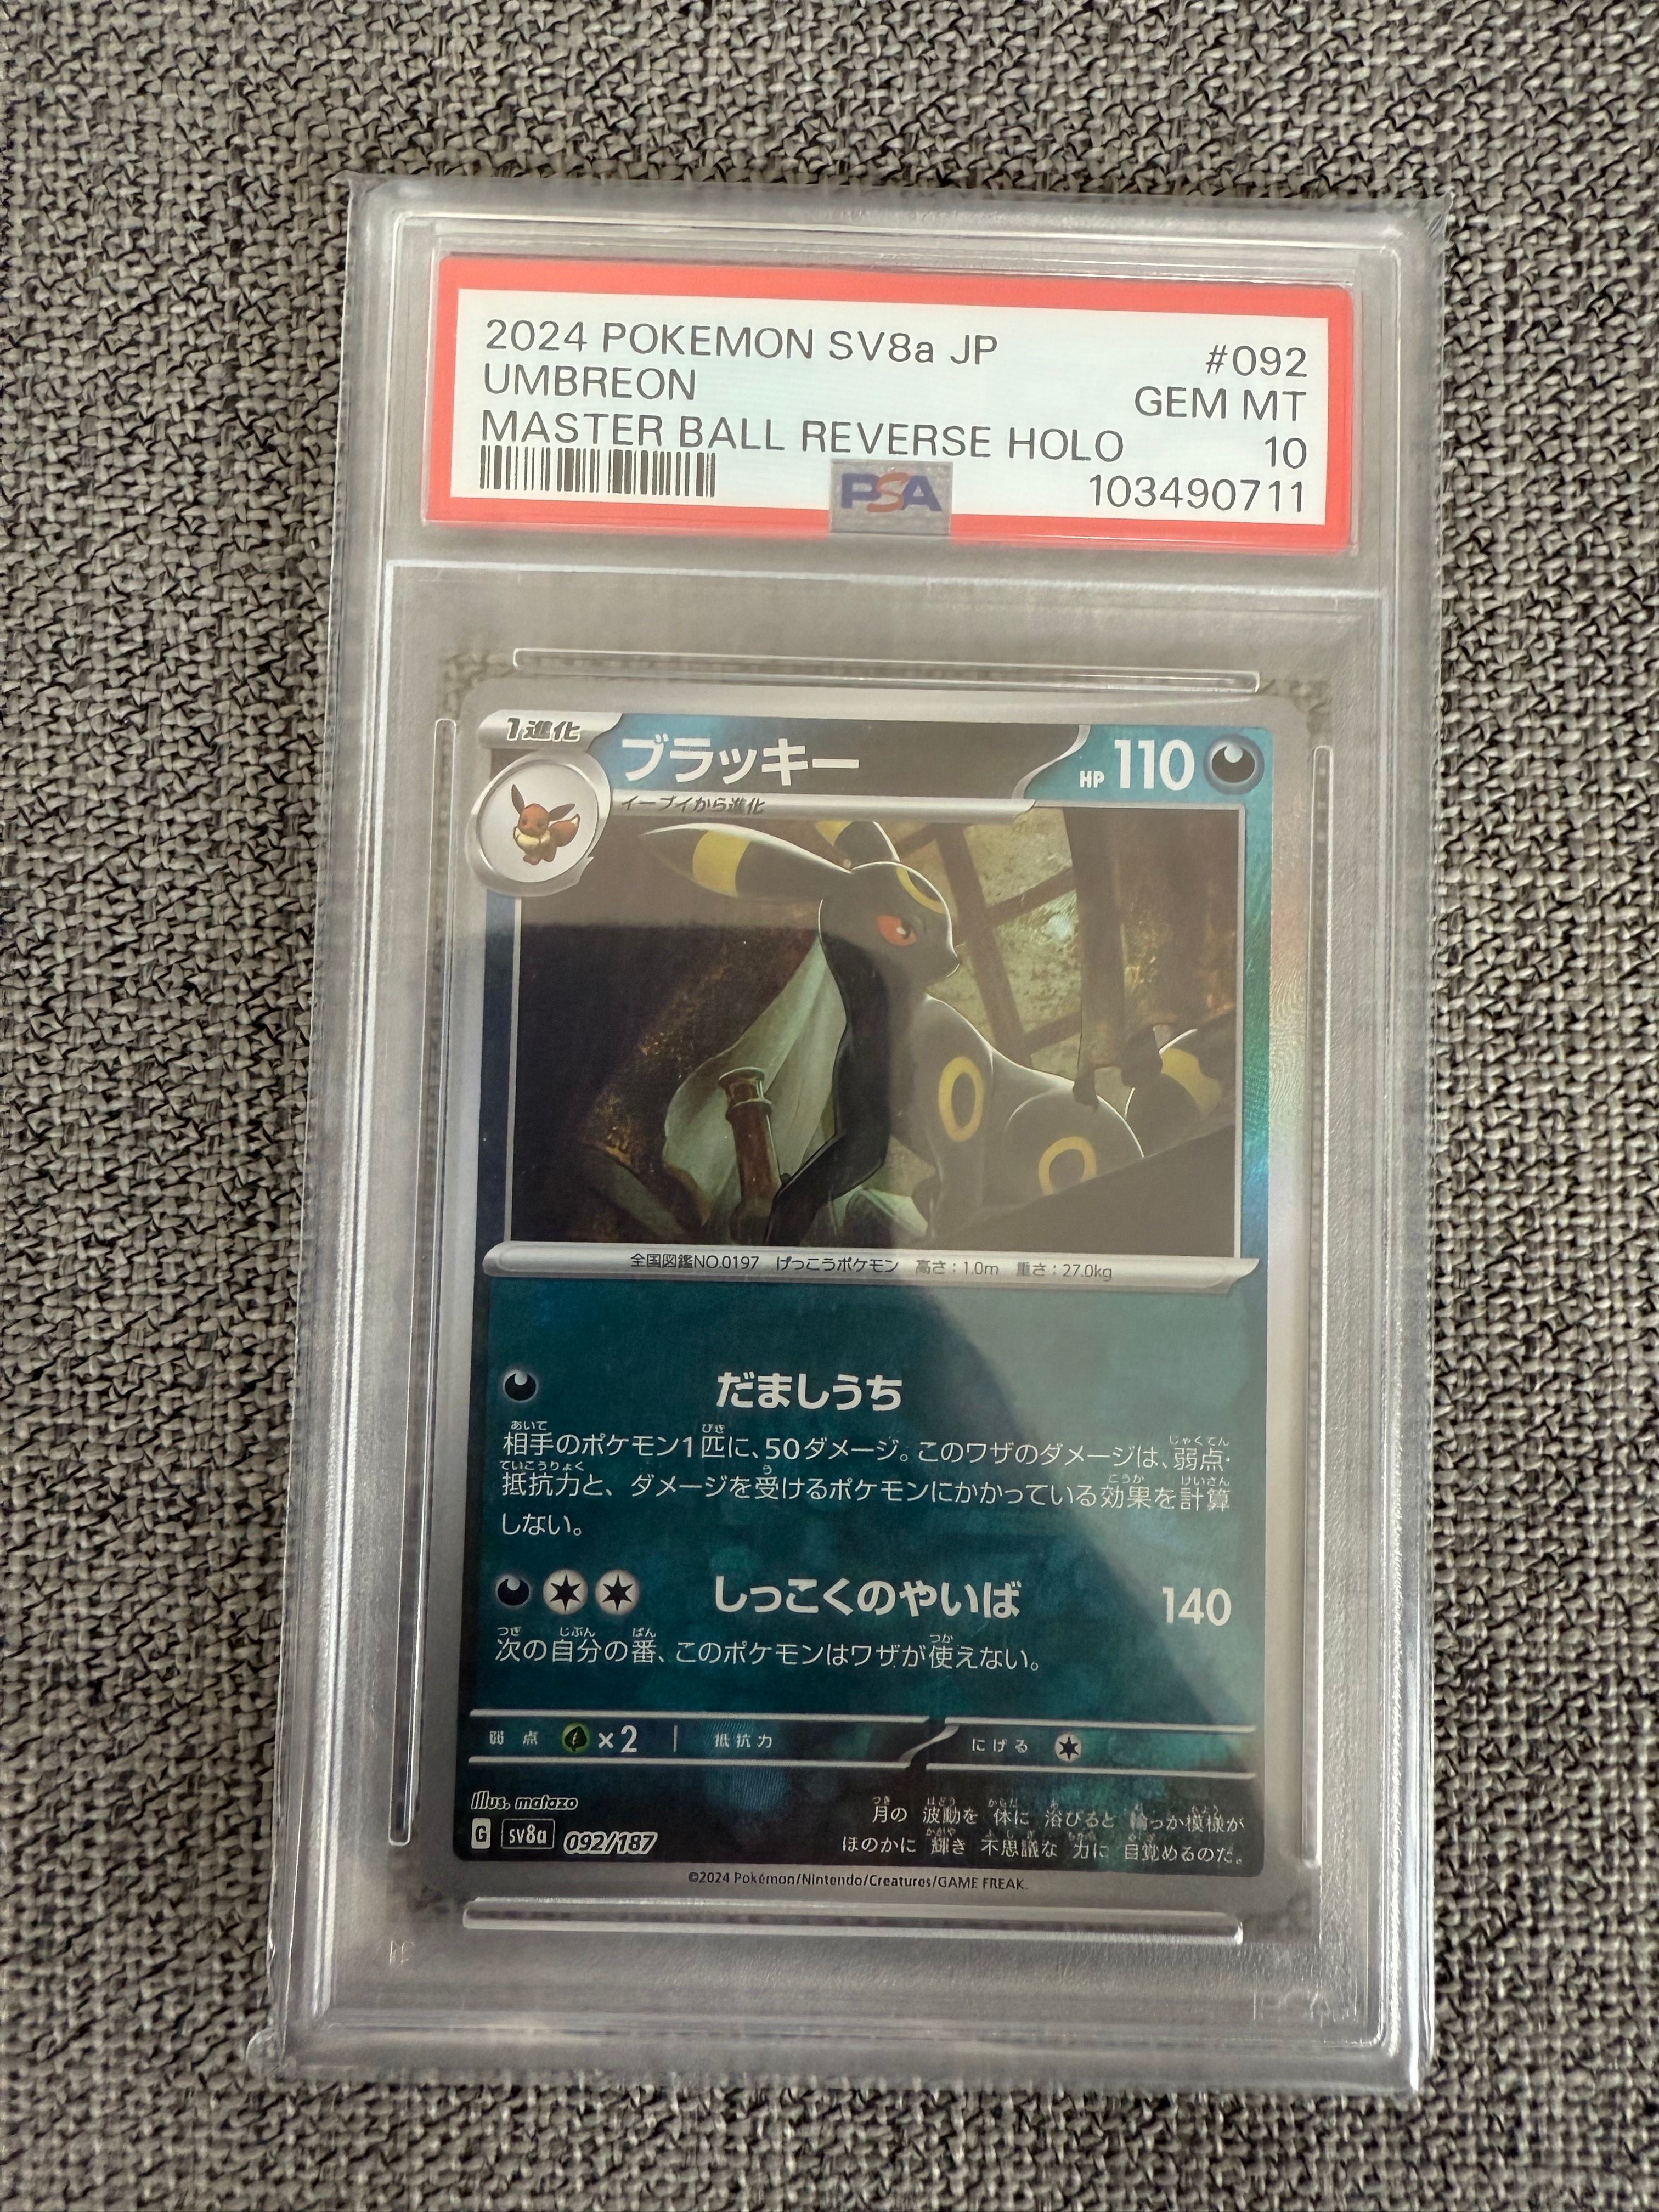 2024 POKEMON SV8a JP #092
UMBREON GEM MT
MASTER BALL REVERSE HOLO 10
PSA 103490711
1進化
ブラッキー HP 110
イーブイから進化
全国図鑑NO.0197 げっこうポケモン 高さ:1.0m 重さ:27.0kg
だましうち
相手のポケモン1匹に、50ダメージ。このワザのダメージは、弱点・
抵抗力と、ダメージを受けるポケモンにかかっている効果を計算
しない。
しっこくのやいば 140
次の自分の番、このポケモンはワザが使えない。
弱点 ×2 抵抗力 にげる
Illus. matazo
G sv8a 092/187
月の 波動を 体に 浴びると 輪っか模様が
ほのかに 輝き 不思議な 力に 目覚めるのだ。
©2024 Pokémon/Nintendo/Creatures/GAME FREAK.